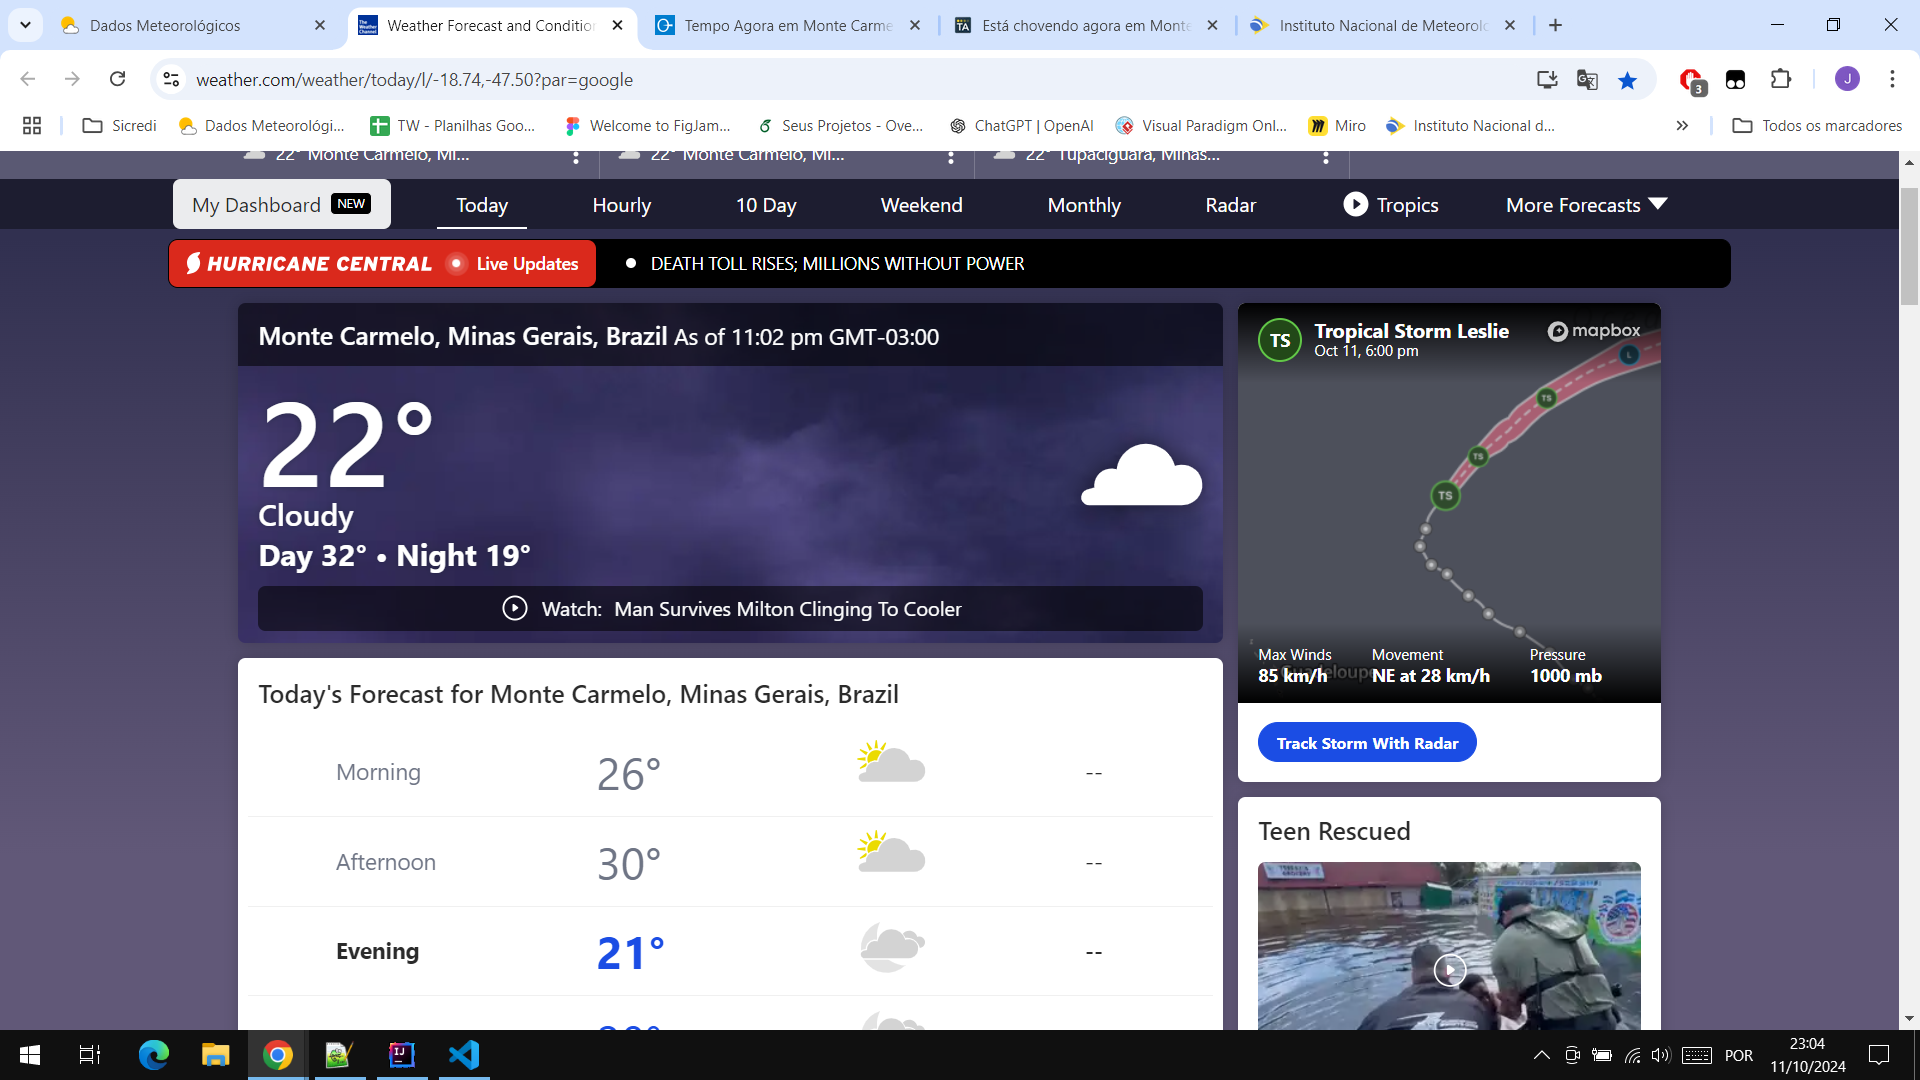 Dados Meteorológicos
Weather Forecast and Condition
Tempo Agora em Monte Carme
Está chovendo agora em Monte
Instituto Nacional de Meteorol
weather.com/weather/today/l/-18.74,-47.50?par=google
3
J
Sicredi
Dados Meteorológi...
TW - Planilhas Goo...
Welcome to FigJam...
Seus Projetos - Ove...
ChatGPT | OpenAI
Visual Paradigm Onl...
Miro
Instituto Nacional d...
Todos os marcadores
22° Monte Carmelo, Mi...
22° Monte Carmelo, Mi...
22° Tupaciguara, Minas...
My Dashboard NEW
Today
Hourly
10 Day
Weekend
Monthly
Radar
Tropics
More Forecasts
HURRICANE CENTRAL Live Updates
DEATH TOLL RISES; MILLIONS WITHOUT POWER
Monte Carmelo, Minas Gerais, Brazil As of 11:02 pm GMT-03:00
22°
Cloudy
Day 32° • Night 19°
Watch: Man Survives Milton Clinging To Cooler
TS Tropical Storm Leslie
Oct 11, 6:00 pm
mapbox
L
TS
TS
TS
Max Winds
85 km/h
Movement
NE at 28 km/h
Pressure
1000 mb
Track Storm With Radar
Today's Forecast for Monte Carmelo, Minas Gerais, Brazil
Morning 26° --
Afternoon 30° --
Evening 21° --
Teen Rescued
POR
23:04
11/10/2024